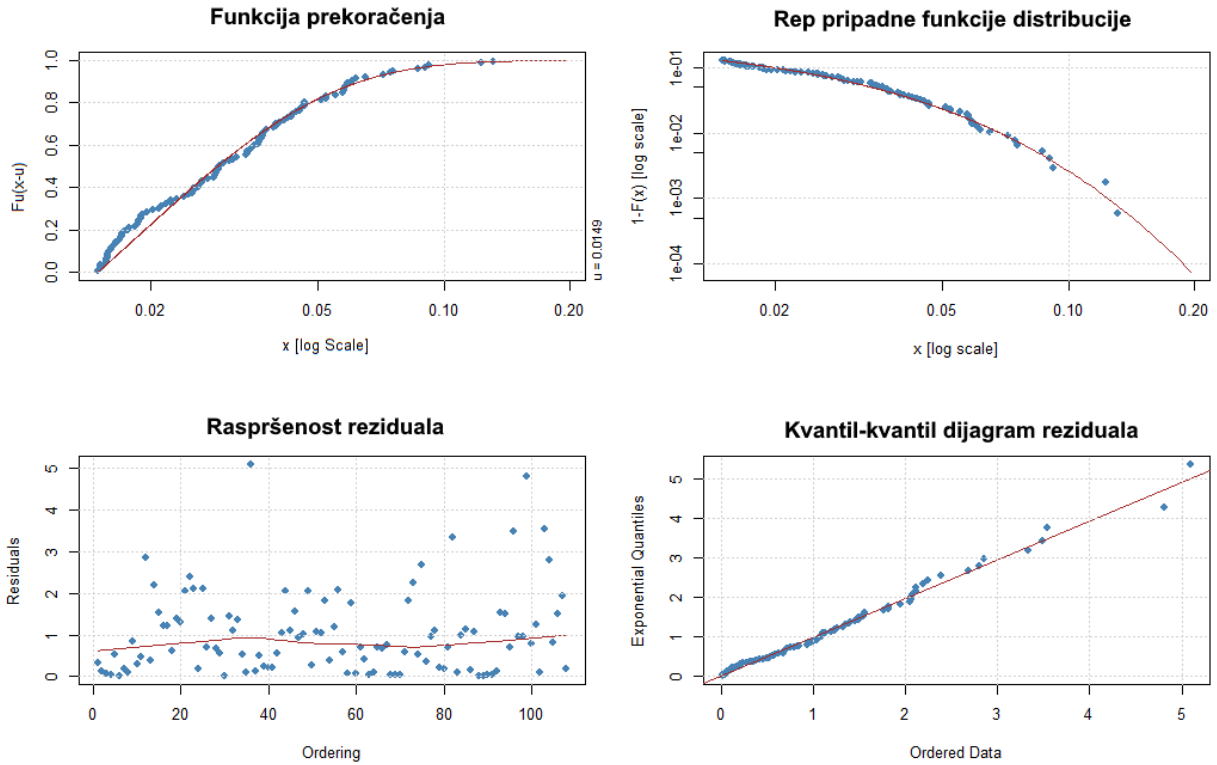 Funkcija prekoračenja
Fu(x-u)
0.0 0.2 0.4 0.6 0.8 1.0
0.02 0.05 0.10 0.20
x [log Scale]
u = 0.0149
Rep pripadne funkcije distribucije
1-F(x) [log scale]
1e-04 1e-03 1e-02 1e-01
0.02 0.05 0.10 0.20
x [log scale]
Raspršenost reziduala
Residuals
0 1 2 3 4 5
0 20 40 60 80 100
Ordering
Kvantil-kvantil dijagram reziduala
Exponential Quantiles
0 1 2 3 4 5
0 1 2 3 4 5
Ordered Data